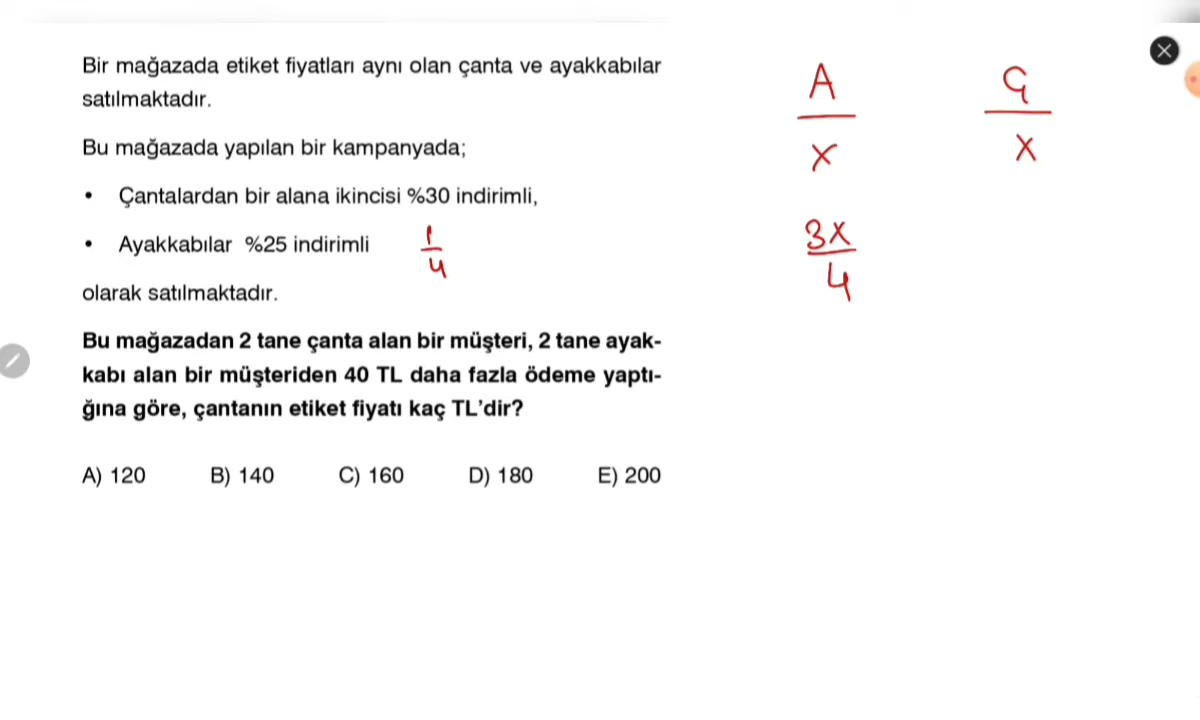 Bir mağazada etiket fiyatları aynı olan çanta ve ayakkabılar
satılmaktadır.
Bu mağazada yapılan bir kampanyada;
• Çantalardan bir alana ikincisi %30 indirimli,
• Ayakkabılar %25 indirimli
1/4
olarak satılmaktadır.
Bu mağazadan 2 tane çanta alan bir müşteri, 2 tane ayak-
kabı alan bir müşteriden 40 TL daha fazla ödeme yaptı-
ğına göre, çantanın etiket fiyatı kaç TL'dir?
A) 120 B) 140 C) 160 D) 180 E) 200
A Ç
x x
3x/4